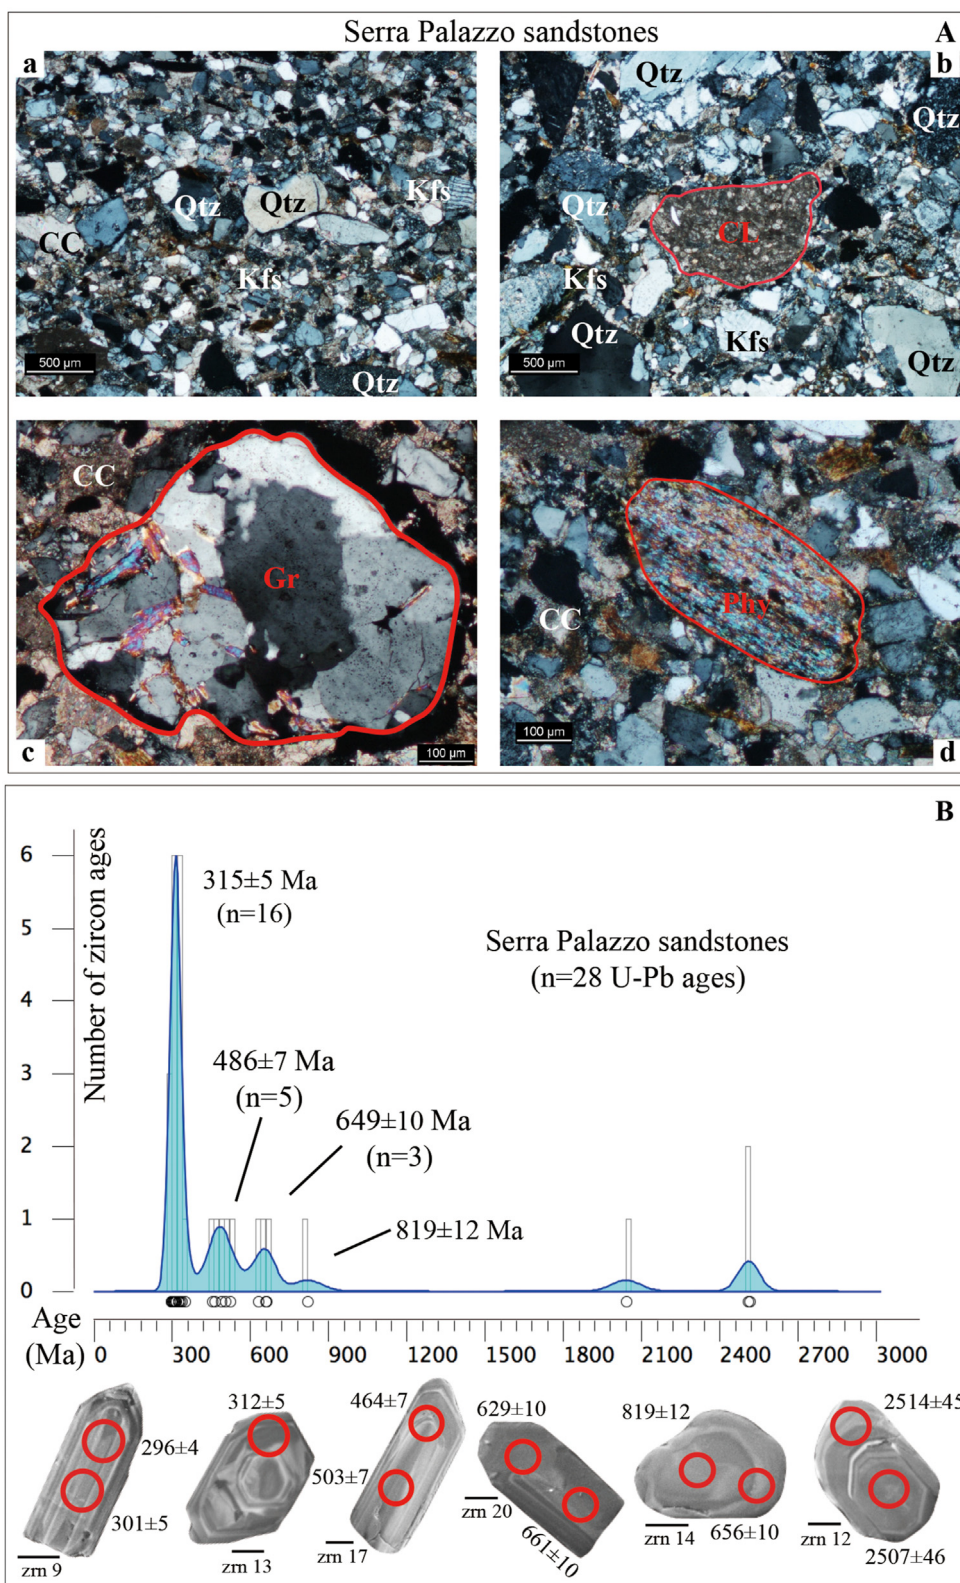 Serra Palazzo sandstones
A
a
Qtz
Qtz
Kfs
CC
Kfs
Qtz
500 µm
b
Qtz
Qtz
Qtz
CL
Kfs
Qtz
Kfs
Qtz
500 µm
CC
Gr
c
100 µm
Phy
CC
100 µm
d
B
Number of zircon ages
6
5
4
3
2
1
0
315±5 Ma
(n=16)
Serra Palazzo sandstones
(n=28 U-Pb ages)
486±7 Ma
(n=5)
649±10 Ma
(n=3)
819±12 Ma
Age
(Ma)
0 300 600 900 1200 1500 1800 2100 2400 3000
296±4
301±5
zrn 9
312±5
zrn 13
464±7
503±7
zrn 17
629±10
zrn 20
661±10
819±12
zrn 14
656±10
2514±45
zrn 12
2507±46